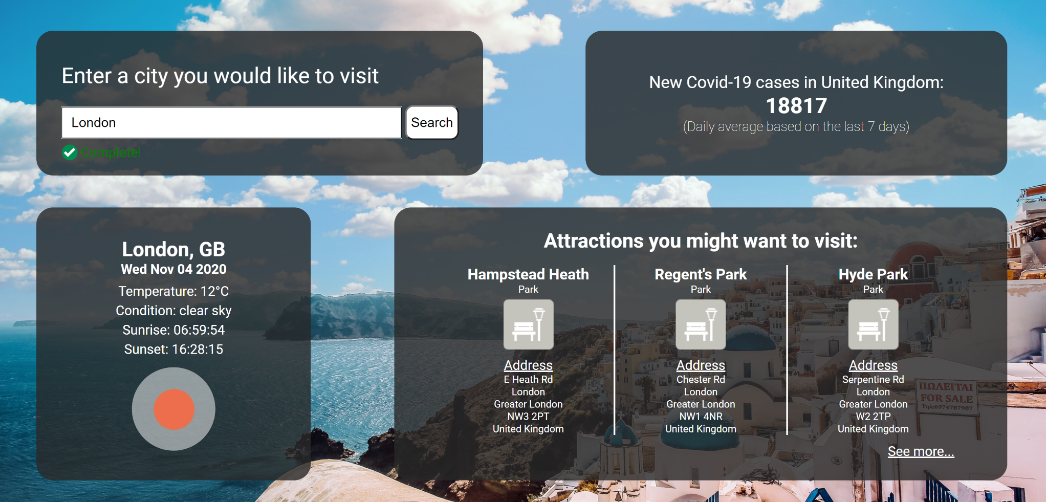 Enter a city you would like to visit
London
Search
Complete!
New Covid-19 cases in United Kingdom:
18817
(Daily average based on the last 7 days)
London, GB
Wed Nov 04 2020
Temperature: 12°C
Condition: clear sky
Sunrise: 06:59:54
Sunset: 16:28:15
Attractions you might want to visit:
Hampstead Heath
Park
Address
E Heath Rd
London
Greater London
NW3 2PT
United Kingdom
Regent's Park
Park
Address
Chester Rd
London
Greater London
NW1 4NR
United Kingdom
Hyde Park
Park
Address
Serpentine Rd
London
Greater London
W2 2TP
United Kingdom
See more...
ΠΩΛΕΙΤΑΙ
FOR SALE